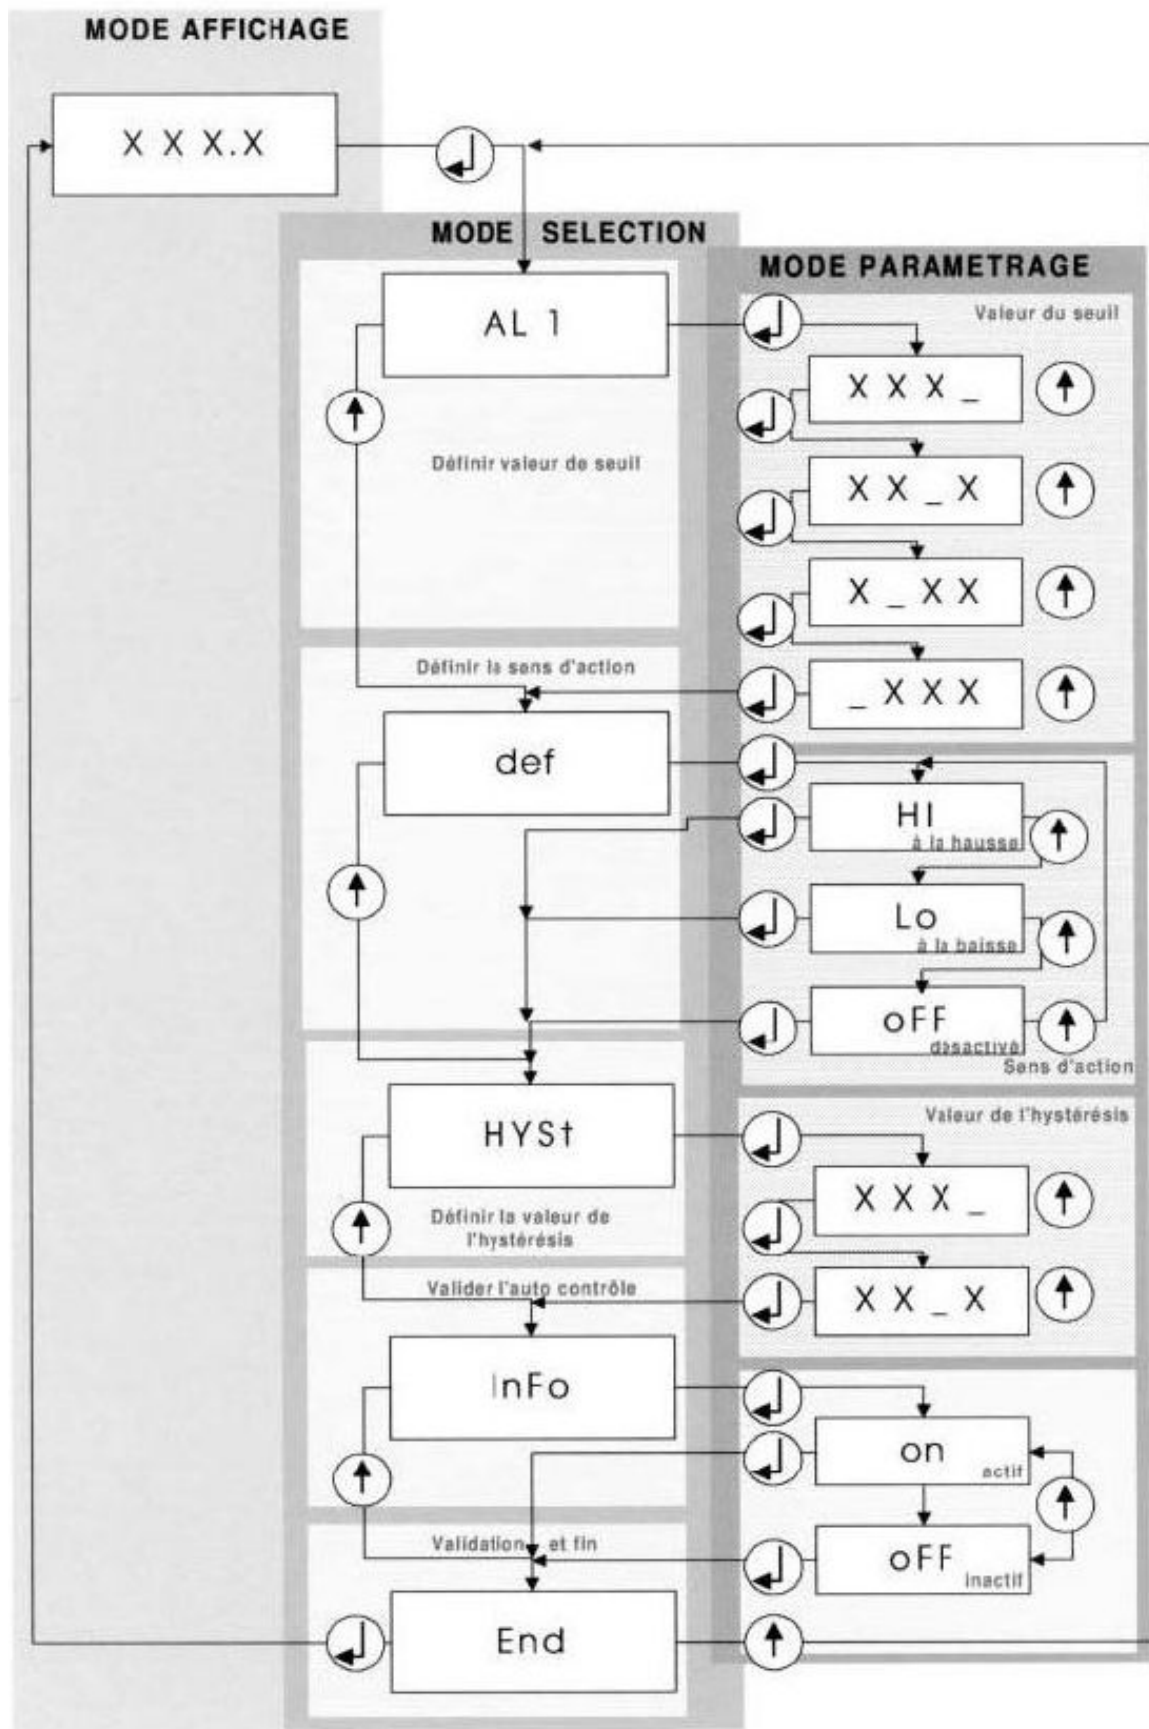 MODE AFFICHAGE
X X X.X
MODE SELECTION
MODE PARAMETRAGE
AL 1
Valeur du seuil
X X X _
Définir valeur de seuil
X X _ X
X _ X X
Définir la sens d'action
_ X X X
def
HI
à la hausse
Lo
à la baisse
oFF
désactivé
Sens d'action
HYSt
Valeur de l'hystérésis
X X X _
Définir la valeur de
l'hystérésis
Valider l'auto contrôle
X X _ X
InFo
on
actif
Validation et fin
oFF
inactif
End